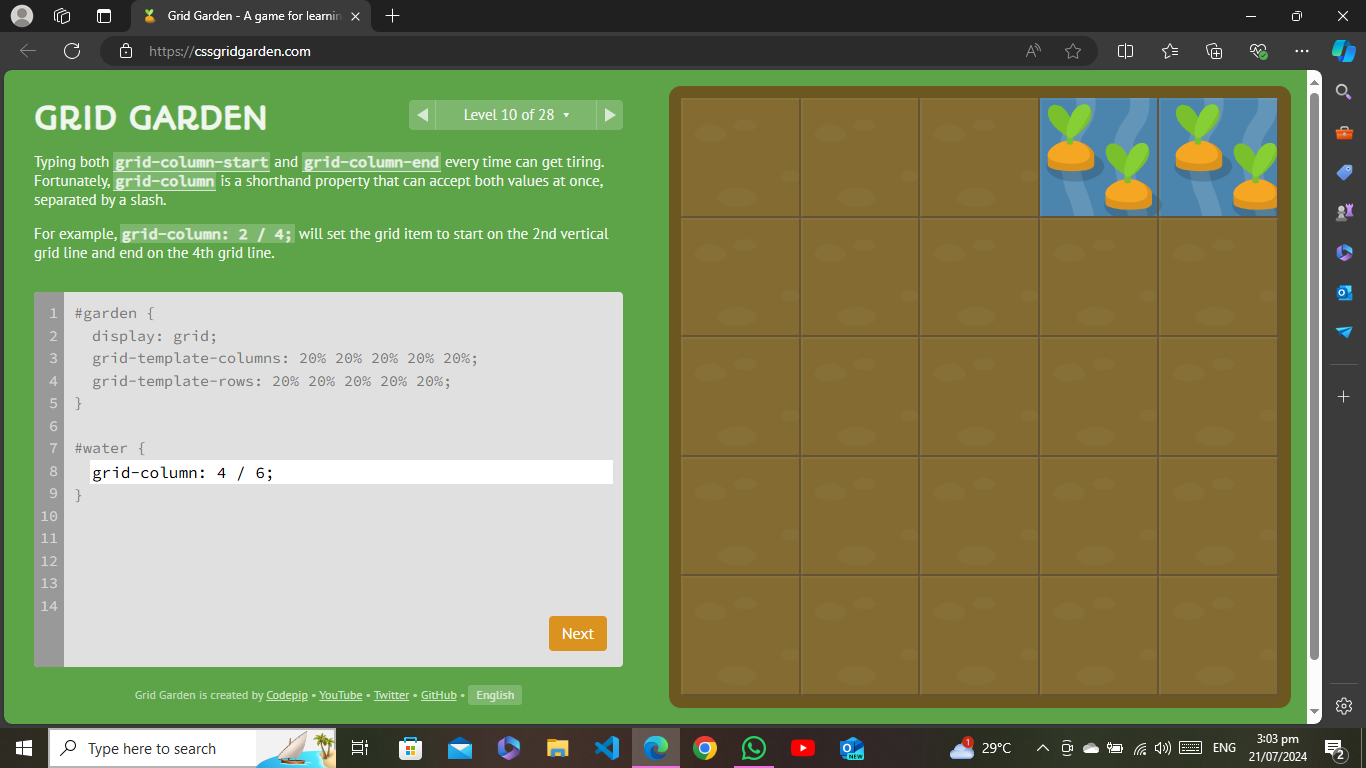 Grid Garden - A game for learnin
https://cssgridgarden.com
GRID GARDEN
Level 10 of 28
Typing both grid-column-start and grid-column-end every time can get tiring.
Fortunately, grid-column is a shorthand property that can accept both values at once,
separated by a slash.
For example, grid-column: 2 / 4; will set the grid item to start on the 2nd vertical
grid line and end on the 4th grid line.
1 #garden {
2 display: grid;
3 grid-template-columns: 20% 20% 20% 20% 20%;
4 grid-template-rows: 20% 20% 20% 20% 20%;
5 }
6
7 #water {
8 grid-column: 4 / 6;
9 }
10
11
12
13
14
Next
Grid Garden is created by Codepip • YouTube • Twitter • GitHub • English
Type here to search
NEW
1
29°C
ENG
3:03 pm
21/07/2024
2